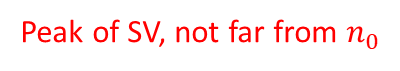 Peak of SV, not far from n₀